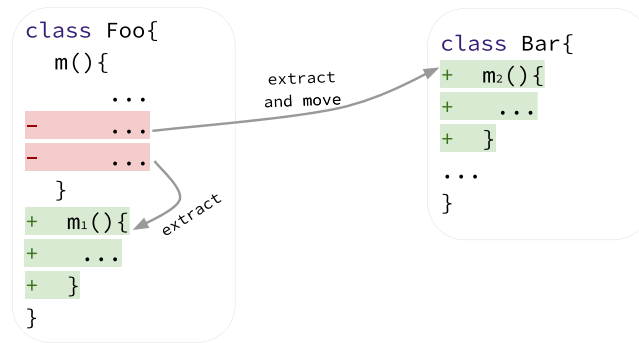 class Foo{
m(){
...
- ...
- ...
}
+ m₁(){
+ ...
+ }
}
extract
and move
extract
class Bar{
+ m₂(){
+ ...
+ }
...
}